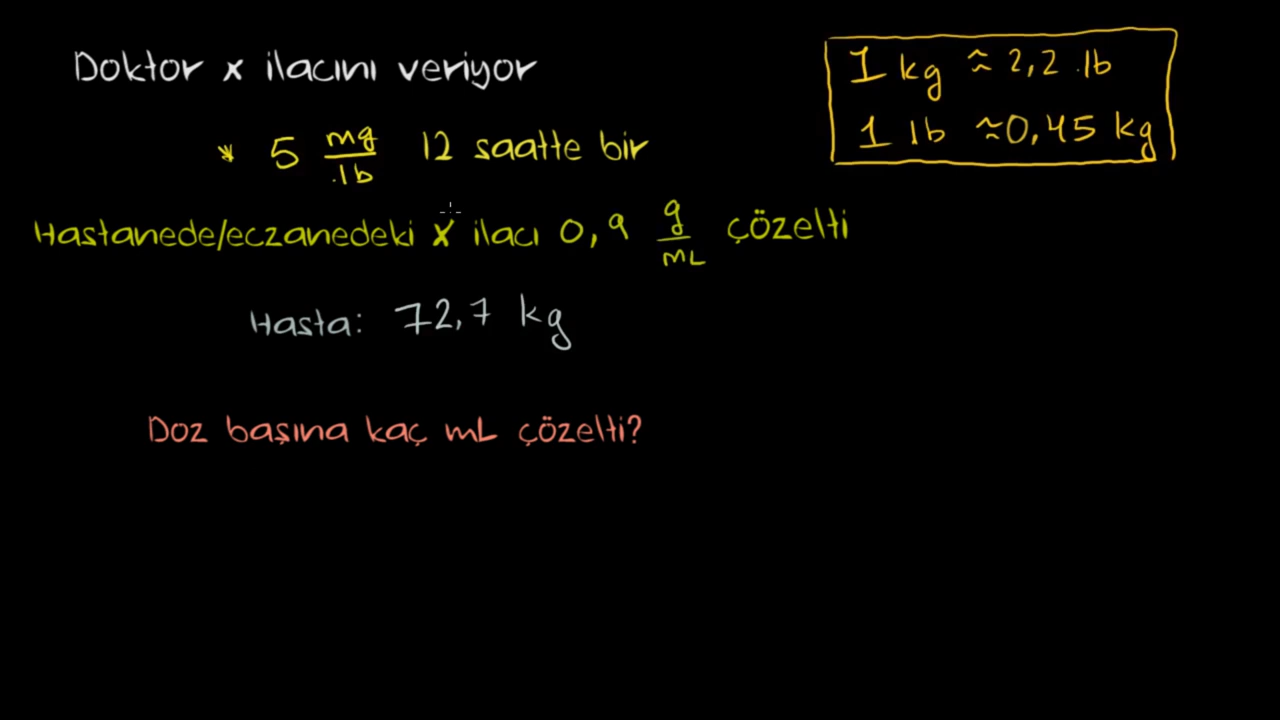 Doktor x ilacını veriyor
1 kg ≈ 2,2 .lb
1 lb ≈0,45 kg
* 5 mg/.lb 12 saatte bir
Hastanede/eczanedeki x ilacı 0,9 g/mL çözelti
Hasta: 72,7 kg
Doz başına kaç mL çözelti?